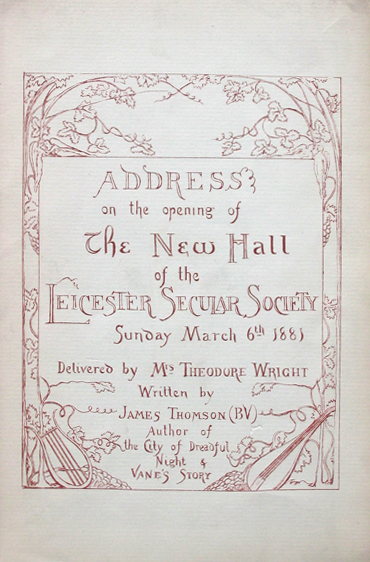 ADDRESS
on the opening of
The New Hall
of the
LEICESTER SECULAR SOCIETY
Sunday March 6th 1881
Delivered by Mrs THEODORE WRIGHT
Written by
JAMES THOMSON (BV)
Author of
the City of Dreadful
Night &
VANE'S STORY